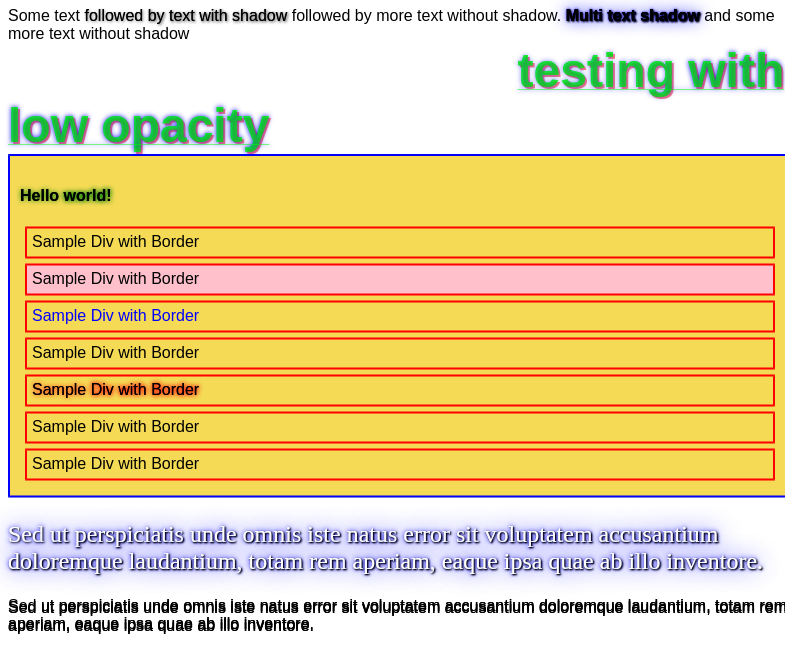 Some text followed by text with shadow followed by more text without shadow. Multi text shadow and some
more text without shadow
testing with
low opacity
Hello world!
Sample Div with Border
Sample Div with Border
Sample Div with Border
Sample Div with Border
Sample Div with Border
Sample Div with Border
Sample Div with Border
Sed ut perspiciatis unde omnis iste natus error sit voluptatem accusantium
doloremque laudantium, totam rem aperiam, eaque ipsa quae ab illo inventore.
Sed ut perspiciatis unde omnis iste natus error sit voluptatem accusantium doloremque laudantium, totam rem
aperiam, eaque ipsa quae ab illo inventore.